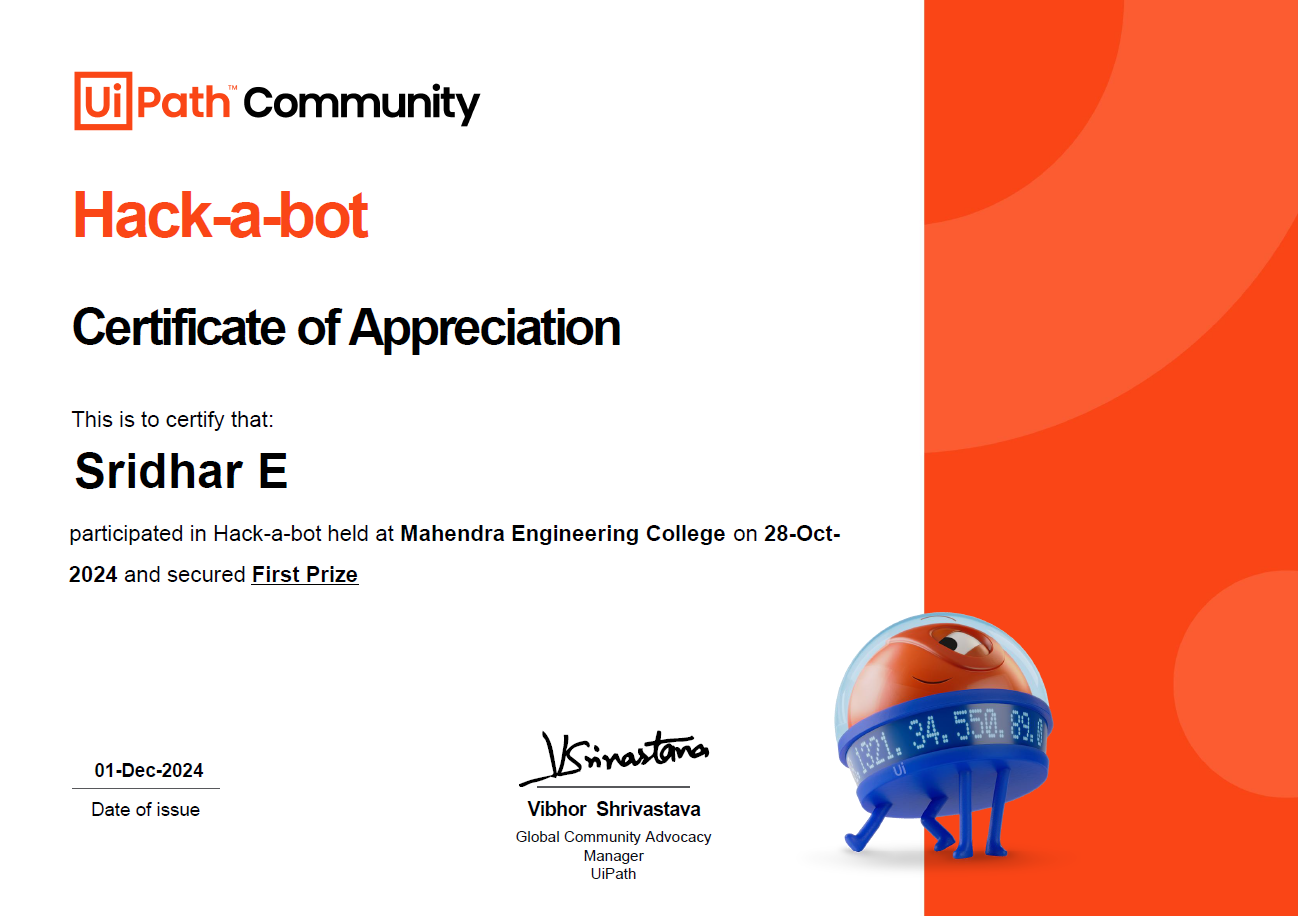 UiPath™ Community
Hack-a-bot
Certificate of Appreciation
This is to certify that:
Sridhar E
participated in Hack-a-bot held at Mahendra Engineering College on 28-Oct-
2024 and secured First Prize
1321. 34. 550. 89. 0
Ui
01-Dec-2024
Date of issue
VSrivastava
Vibhor Shrivastava
Global Community Advocacy
Manager
UiPath